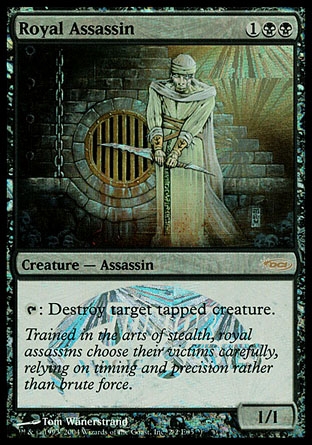 Royal Assassin 1
Creature — Assassin
DCI
: Destroy target tapped creature.
Trained in the arts of stealth, royal
assassins choose their victims carefully,
relying on timing and precision rather
than brute force.
Tom Wänerstrand
1/1